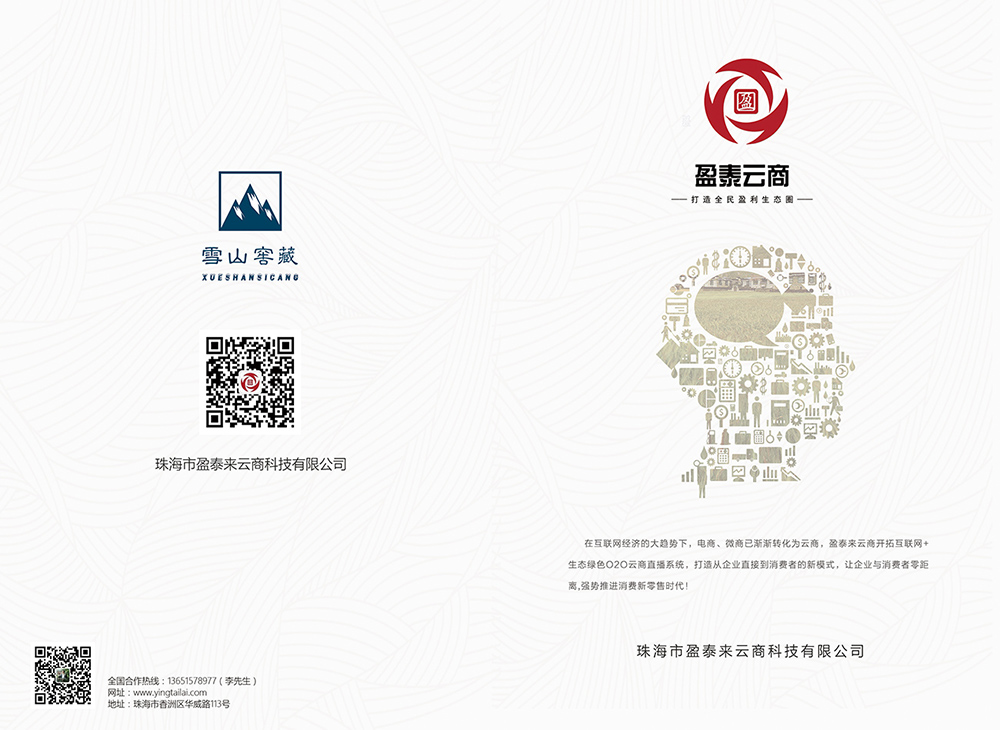 雪山窖藏
XUESHANSICANG
珠海市盈泰来云商科技有限公司
全国合作热线：13651578977（李先生）
网址：www.yingtailai.com
地址：珠海市香洲区华威路113号
盈
盈泰云商
打造全民盈利生态圈
在互联网经济的大趋势下，电商、微商已渐渐转化为云商，盈泰来云商开拓互联网+
生态绿色O2O云商直播系统，打造从企业直接到消费者的新模式，让企业与消费者零距
离,强势推进消费新零售时代！
珠海市盈泰来云商科技有限公司